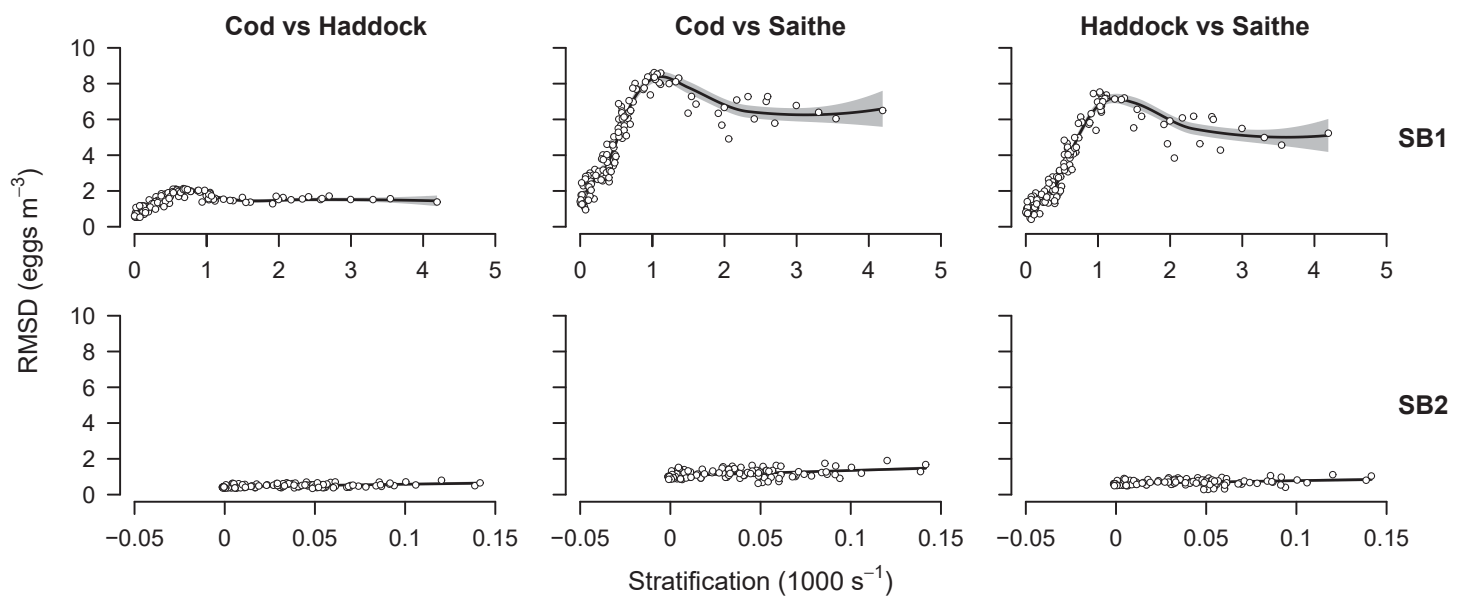 Cod vs Haddock Cod vs Saithe Haddock vs Saithe
10
8
6
4
2
0
SB1
0 1 2 3 4 5 0 1 2 3 4 5 0 1 2 3 4 5
RMSD (eggs m⁻³)
10
8
6
4
2
0
SB2
−0.05 0 0.05 0.1 0.15 −0.05 0 0.05 0.1 0.15 −0.05 0 0.05 0.1 0.15
Stratification (1000 s⁻¹)